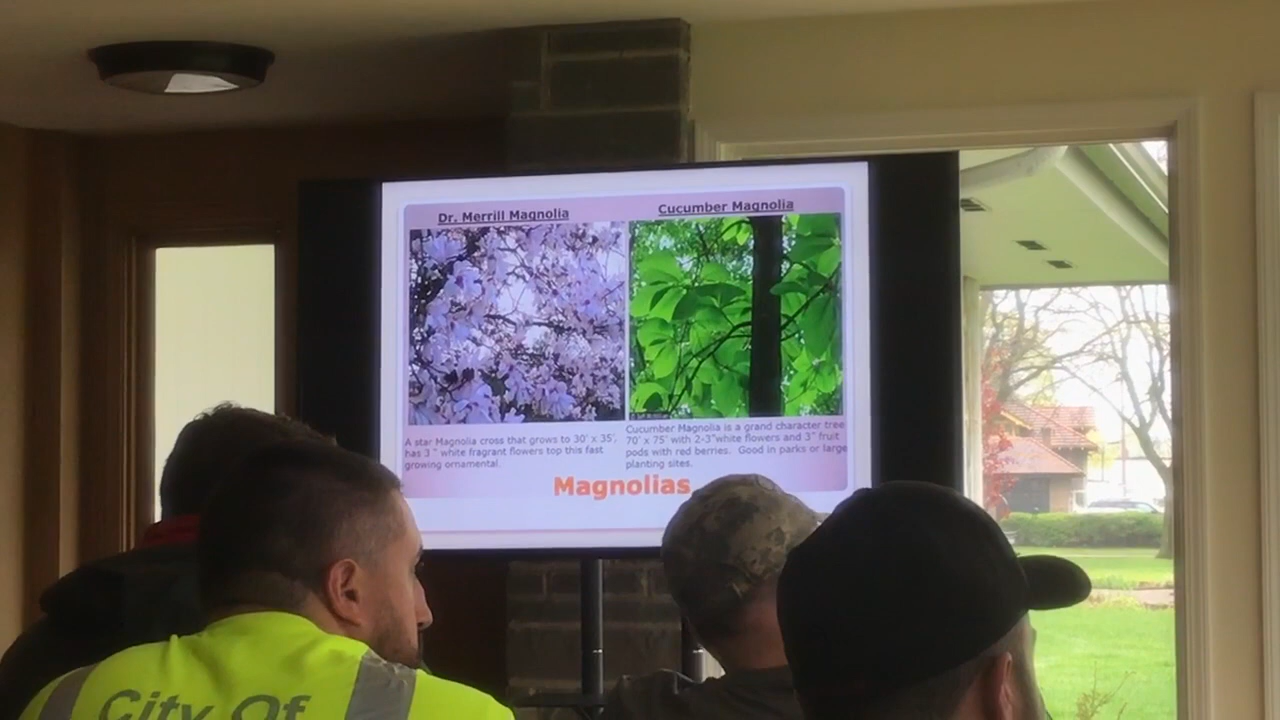 Dr. Merrill Magnolia
Cucumber Magnolia
A star Magnolia cross that grows to 30' x 35',
has 3 " white fragrant flowers top this fast
growing ornamental.
Cucumber Magnolia is a grand character tree
70' x 75' with 2-3"white flowers and 3" fruit
pods with red berries. Good in parks or large
planting sites.
Magnolias
City Of